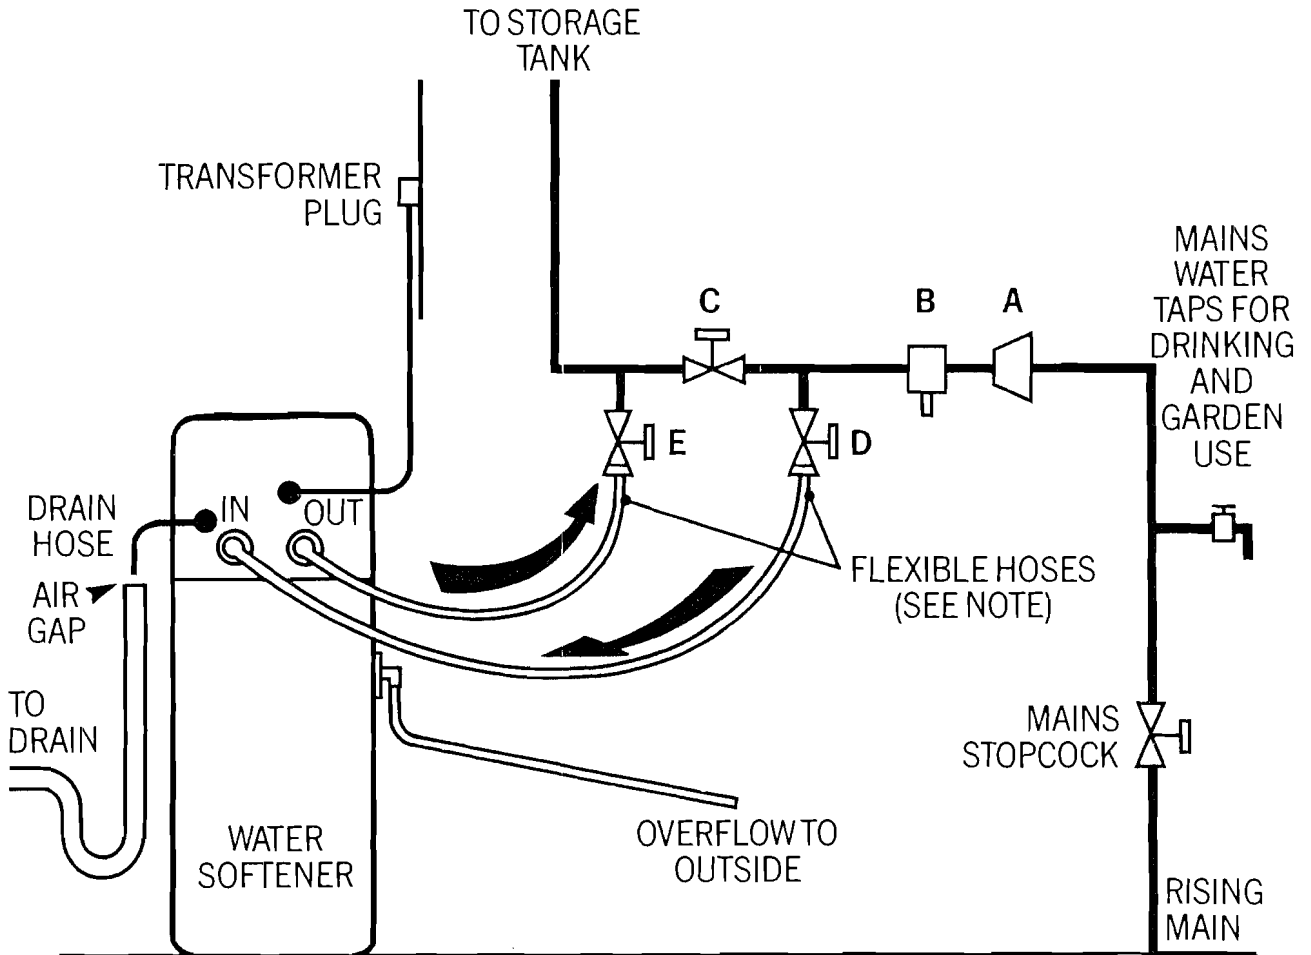 TO STORAGE
TANK
TRANSFORMER
PLUG
MAINS
WATER
TAPS FOR
DRINKING
AND
GARDEN
USE
C
B
A
E
D
DRAIN
HOSE
IN
OUT
AIR
GAP
FLEXIBLE HOSES
(SEE NOTE)
TO
DRAIN
MAINS
STOPCOCK
WATER
SOFTENER
OVERFLOW TO
OUTSIDE
RISING
MAIN